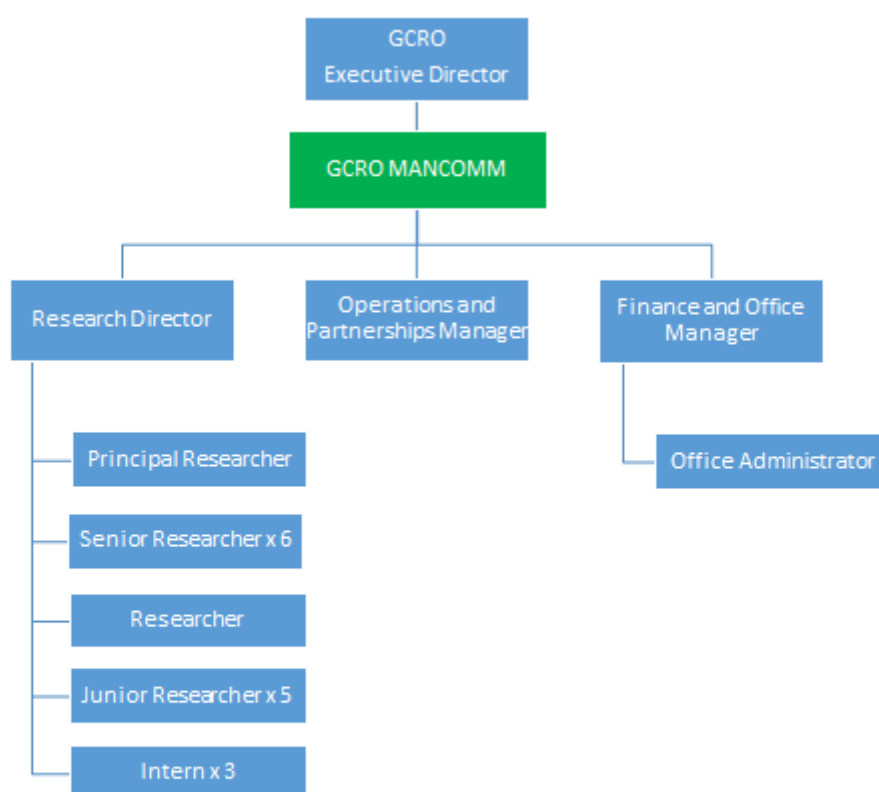 GCRO
Executive Director
GCRO MANCOMM
Research Director
Operations and
Partnerships Manager
Finance and Office
Manager
Principal Researcher
Office Administrator
Senior Researcher x 6
Researcher
Junior Researcher x 5
Intern x 3